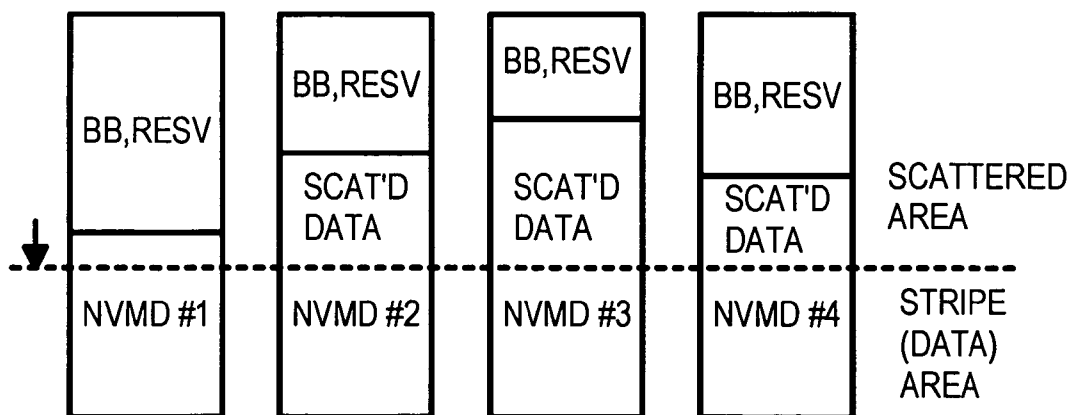 BB,RESV
BB,RESV
BB,RESV
BB,RESV
SCAT'D
DATA
SCAT'D
DATA
SCAT'D
DATA
SCATTERED
AREA
NVMD #1
NVMD #2
NVMD #3
NVMD #4
STRIPE
(DATA)
AREA